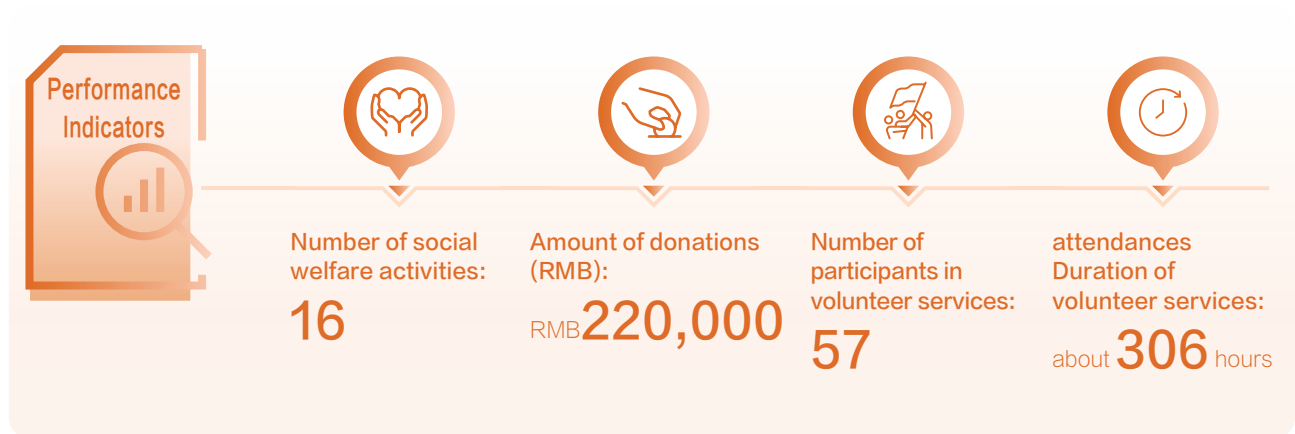 Performance
Indicators
Number of social
welfare activities:
16
Amount of donations
(RMB):
RMB220,000
Number of
participants in
volunteer services:
57
attendances
Duration of
volunteer services:
about 306 hours